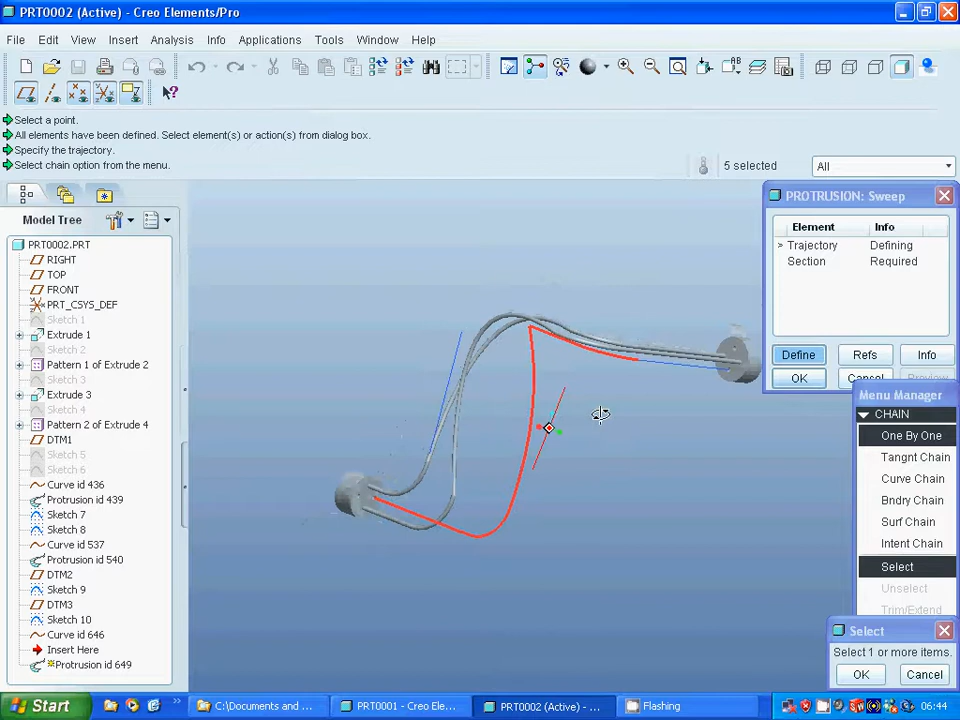 PRT0002 (Active) - Creo Elements/Pro
File Edit View Insert Analysis Info Applications Tools Window Help
Select a point.
All elements have been defined. Select element(s) or action(s) from dialog box.
Specify the trajectory.
Select chain option from the menu.
5 selected
All
Model Tree
PRT0002.PRT
RIGHT
TOP
FRONT
PRT_CSYS_DEF
Sketch 1
Extrude 1
Sketch 2
Pattern 1 of Extrude 2
Sketch 3
Extrude 3
Sketch 4
Pattern 2 of Extrude 4
DTM1
Sketch 5
Sketch 6
Curve id 436
Protrusion id 439
Sketch 7
Sketch 8
Curve id 537
Protrusion id 540
DTM2
Sketch 9
DTM3
Sketch 10
Curve id 646
Insert Here
Protrusion id 649
PROTRUSION: Sweep
Element Info
> Trajectory Defining
Section Required
Define Refs Info
OK Cancel Preview
Menu Manager
CHAIN
One By One
Tangnt Chain
Curve Chain
Bndry Chain
Surf Chain
Intent Chain
Select
Unselect
Trim/Extend
Select
Select 1 or more items.
OK Cancel
Start
C:\Documents and ...
PRT0001 - Creo Ele...
PRT0002 (Active) - ...
Flashing
06:44